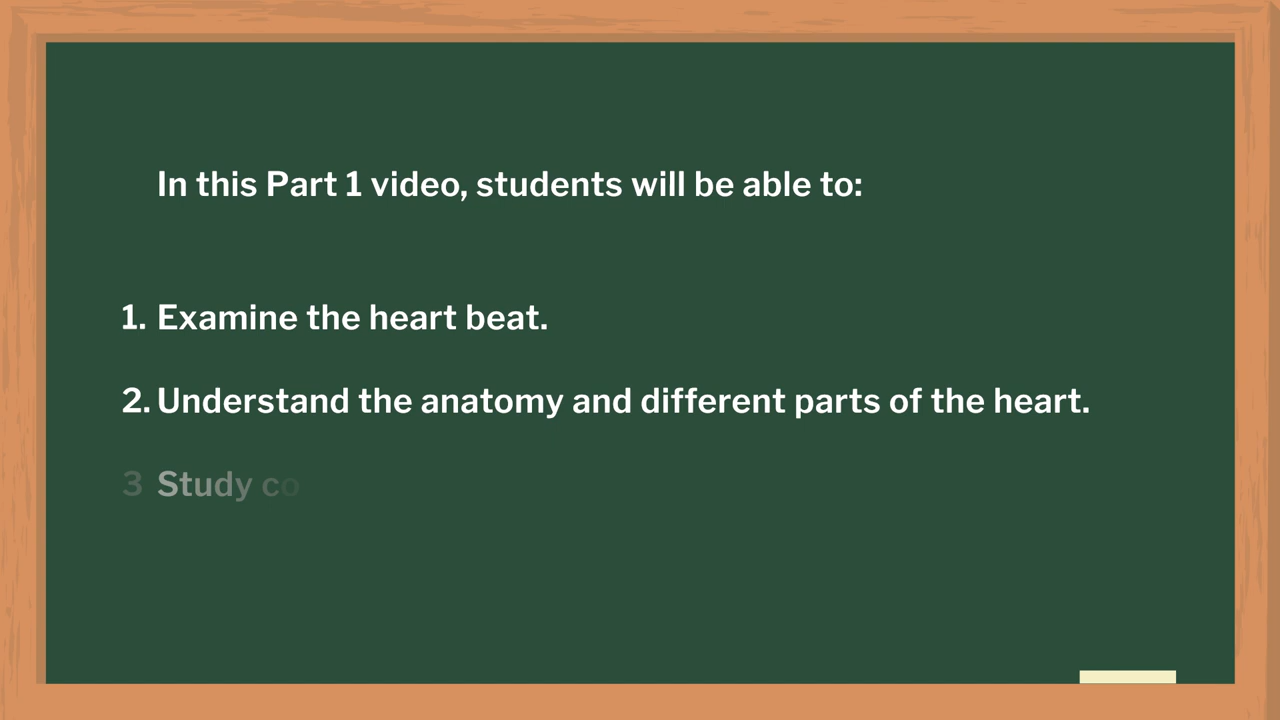 In this Part 1 video, students will be able to:
1. Examine the heart beat.
2. Understand the anatomy and different parts of the heart.
3 Study co